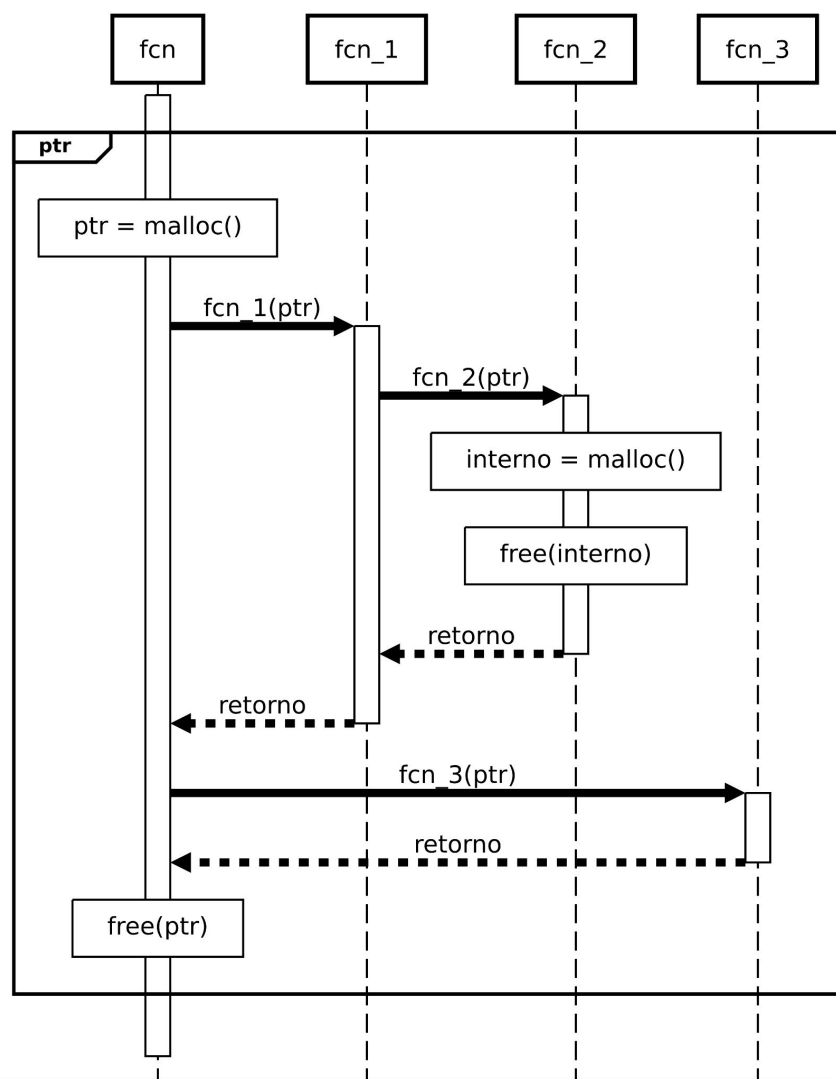 fcn
fcn_1
fcn_2
fcn_3
ptr
ptr = malloc()
fcn_1(ptr)
fcn_2(ptr)
interno = malloc()
free(interno)
retorno
retorno
fcn_3(ptr)
retorno
free(ptr)